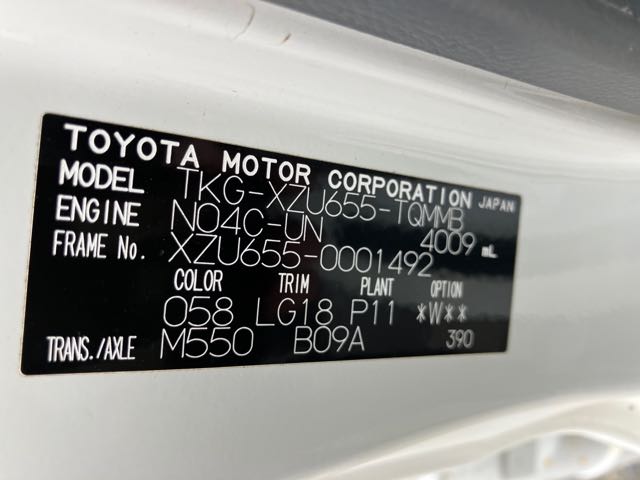 TOYOTA MOTOR CORPORATION JAPAN
MODEL TKG-XZU655-TQMMB
ENGINE N04C-UN 4009 mL
FRAME No. XZU655-0001492
COLOR TRIM PLANT OPTION
058 LG18 P11 *W**
TRANS./AXLE M550 B09A 390